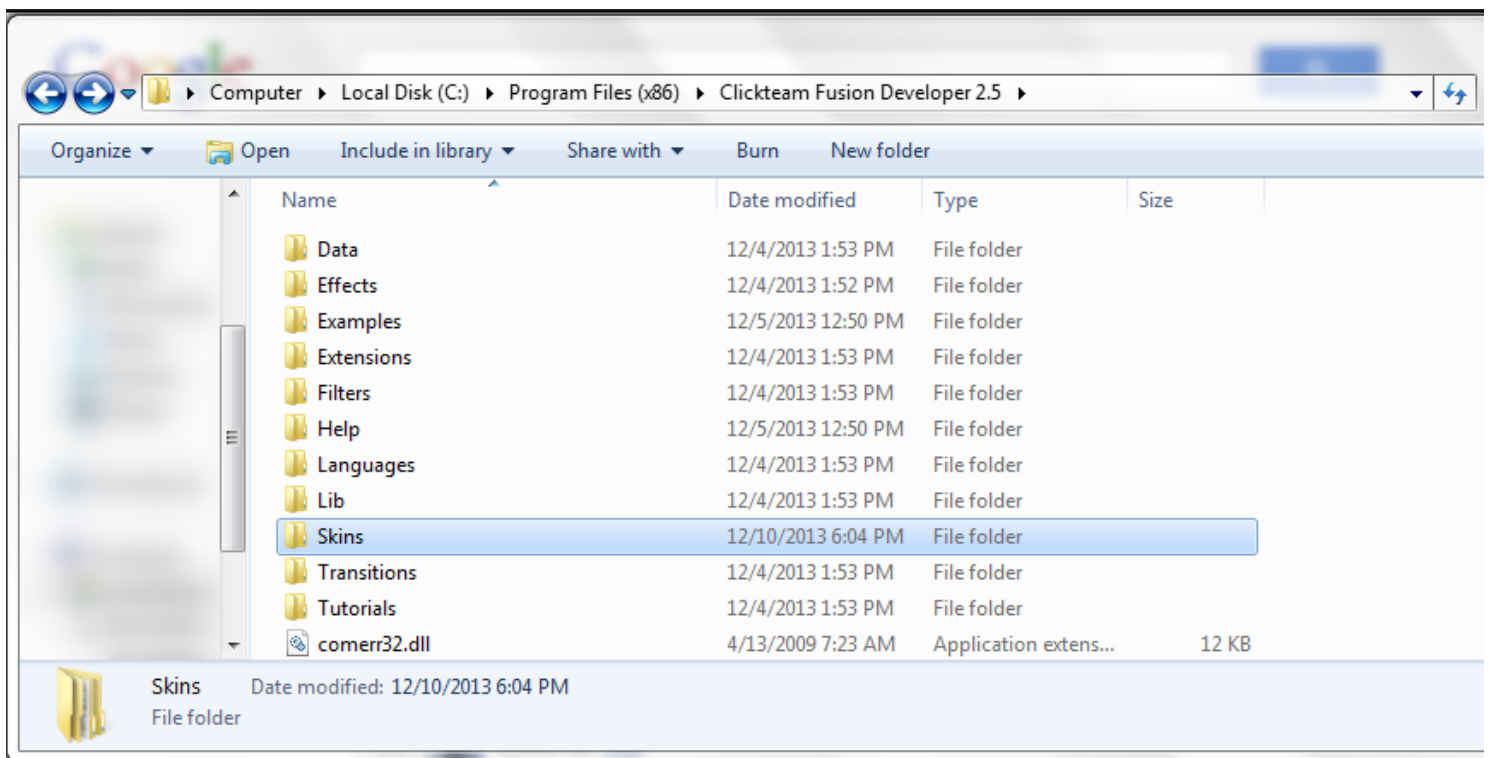 Google
Computer Local Disk (C:) Program Files (x86) Clickteam Fusion Developer 2.5
Organize Open Include in library Share with Burn New folder
Name Date modified Type Size
Data 12/4/2013 1:53 PM File folder
Effects 12/4/2013 1:52 PM File folder
Examples 12/5/2013 12:50 PM File folder
Extensions 12/4/2013 1:53 PM File folder
Filters 12/4/2013 1:53 PM File folder
Help 12/5/2013 12:50 PM File folder
Languages 12/4/2013 1:53 PM File folder
Lib 12/4/2013 1:53 PM File folder
Skins 12/10/2013 6:04 PM File folder
Transitions 12/4/2013 1:53 PM File folder
Tutorials 12/4/2013 1:53 PM File folder
comerr32.dll 4/13/2009 7:23 AM Application extens... 12 KB
Skins Date modified: 12/10/2013 6:04 PM
File folder